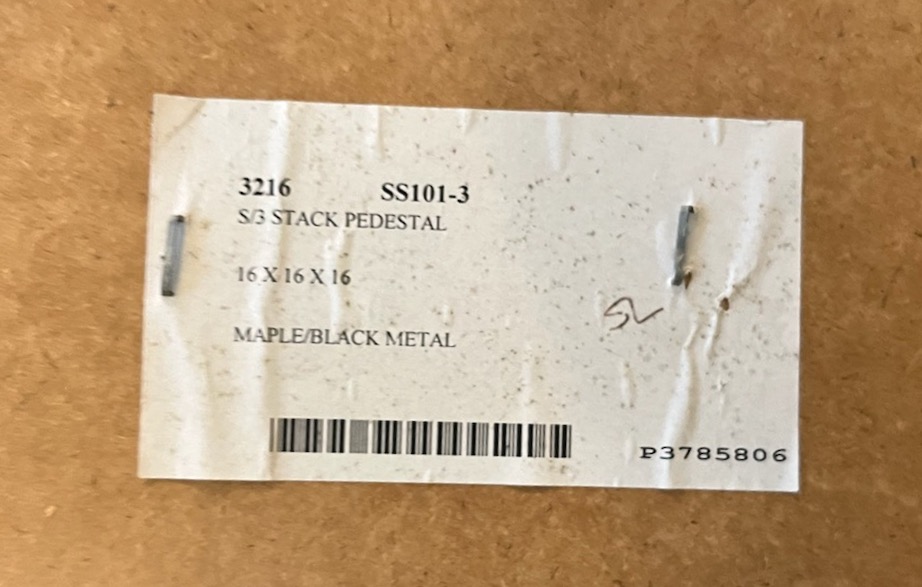 3216 SS101-3
S/3 STACK PEDESTAL
16 X 16 X 16
MAPLE/BLACK METAL
P3785806